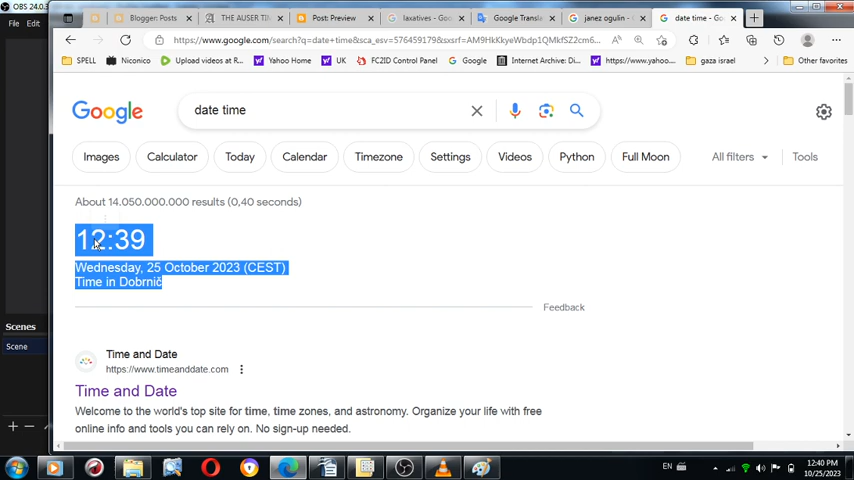 OBS 24.0.3
File Edit
Blogger: Posts
THE AUSER TI
Post: Preview
laxatives - G
Google Transl
janez ogulin - G
date time - Go
https://www.google.com/search?q=date+time&sca_esv=576459179&sxsrf=AM9HkKkyeWbdp1QMkfSZ2cm6...
SPELL
Niconico
Upload videos at R...
Yahoo Home
UK
FC2ID Control Panel
Google
Internet Archive: Di...
https://www.yahoo....
gaza israel
Other favorites
Google
date time
Images
Calculator
Today
Calendar
Timezone
Settings
Videos
Python
Full Moon
All filters
Tools
About 14.050.000.000 results (0,40 seconds)
12:39
Wednesday, 25 October 2023 (CEST)
Time in Dobrnič
Feedback
Scenes
Scene
Time and Date
https://www.timeanddate.com
Time and Date
Welcome to the world's top site for time, time zones, and astronomy. Organize your life with free
online info and tools you can rely on. No sign-up needed.
EN
12:40 PM
10/25/2023